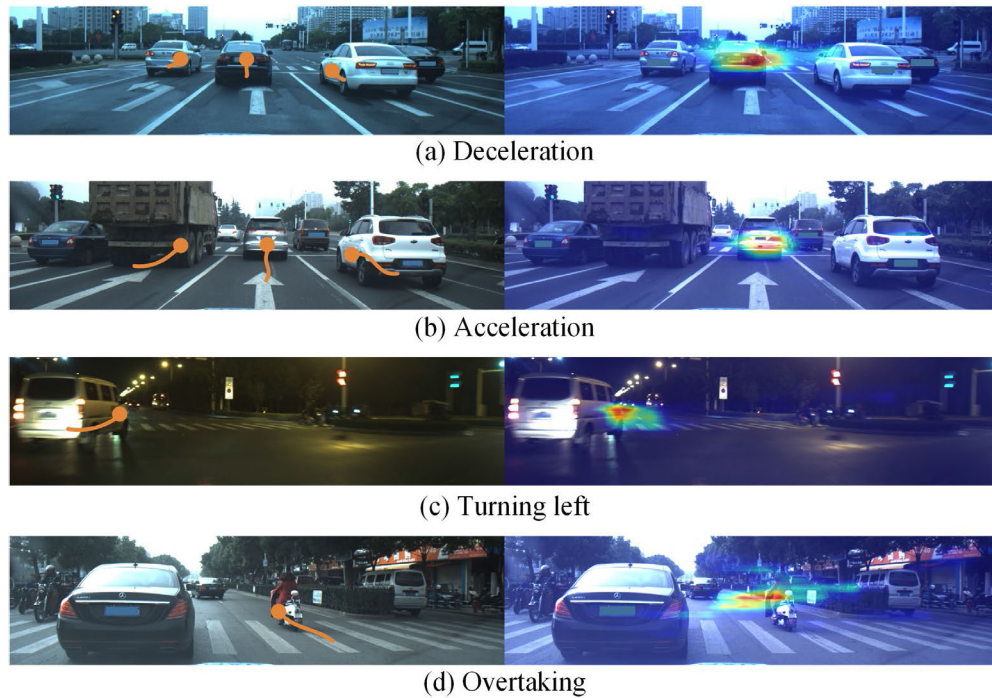 (a) Deceleration
(b) Acceleration
(c) Turning left
(d) Overtaking